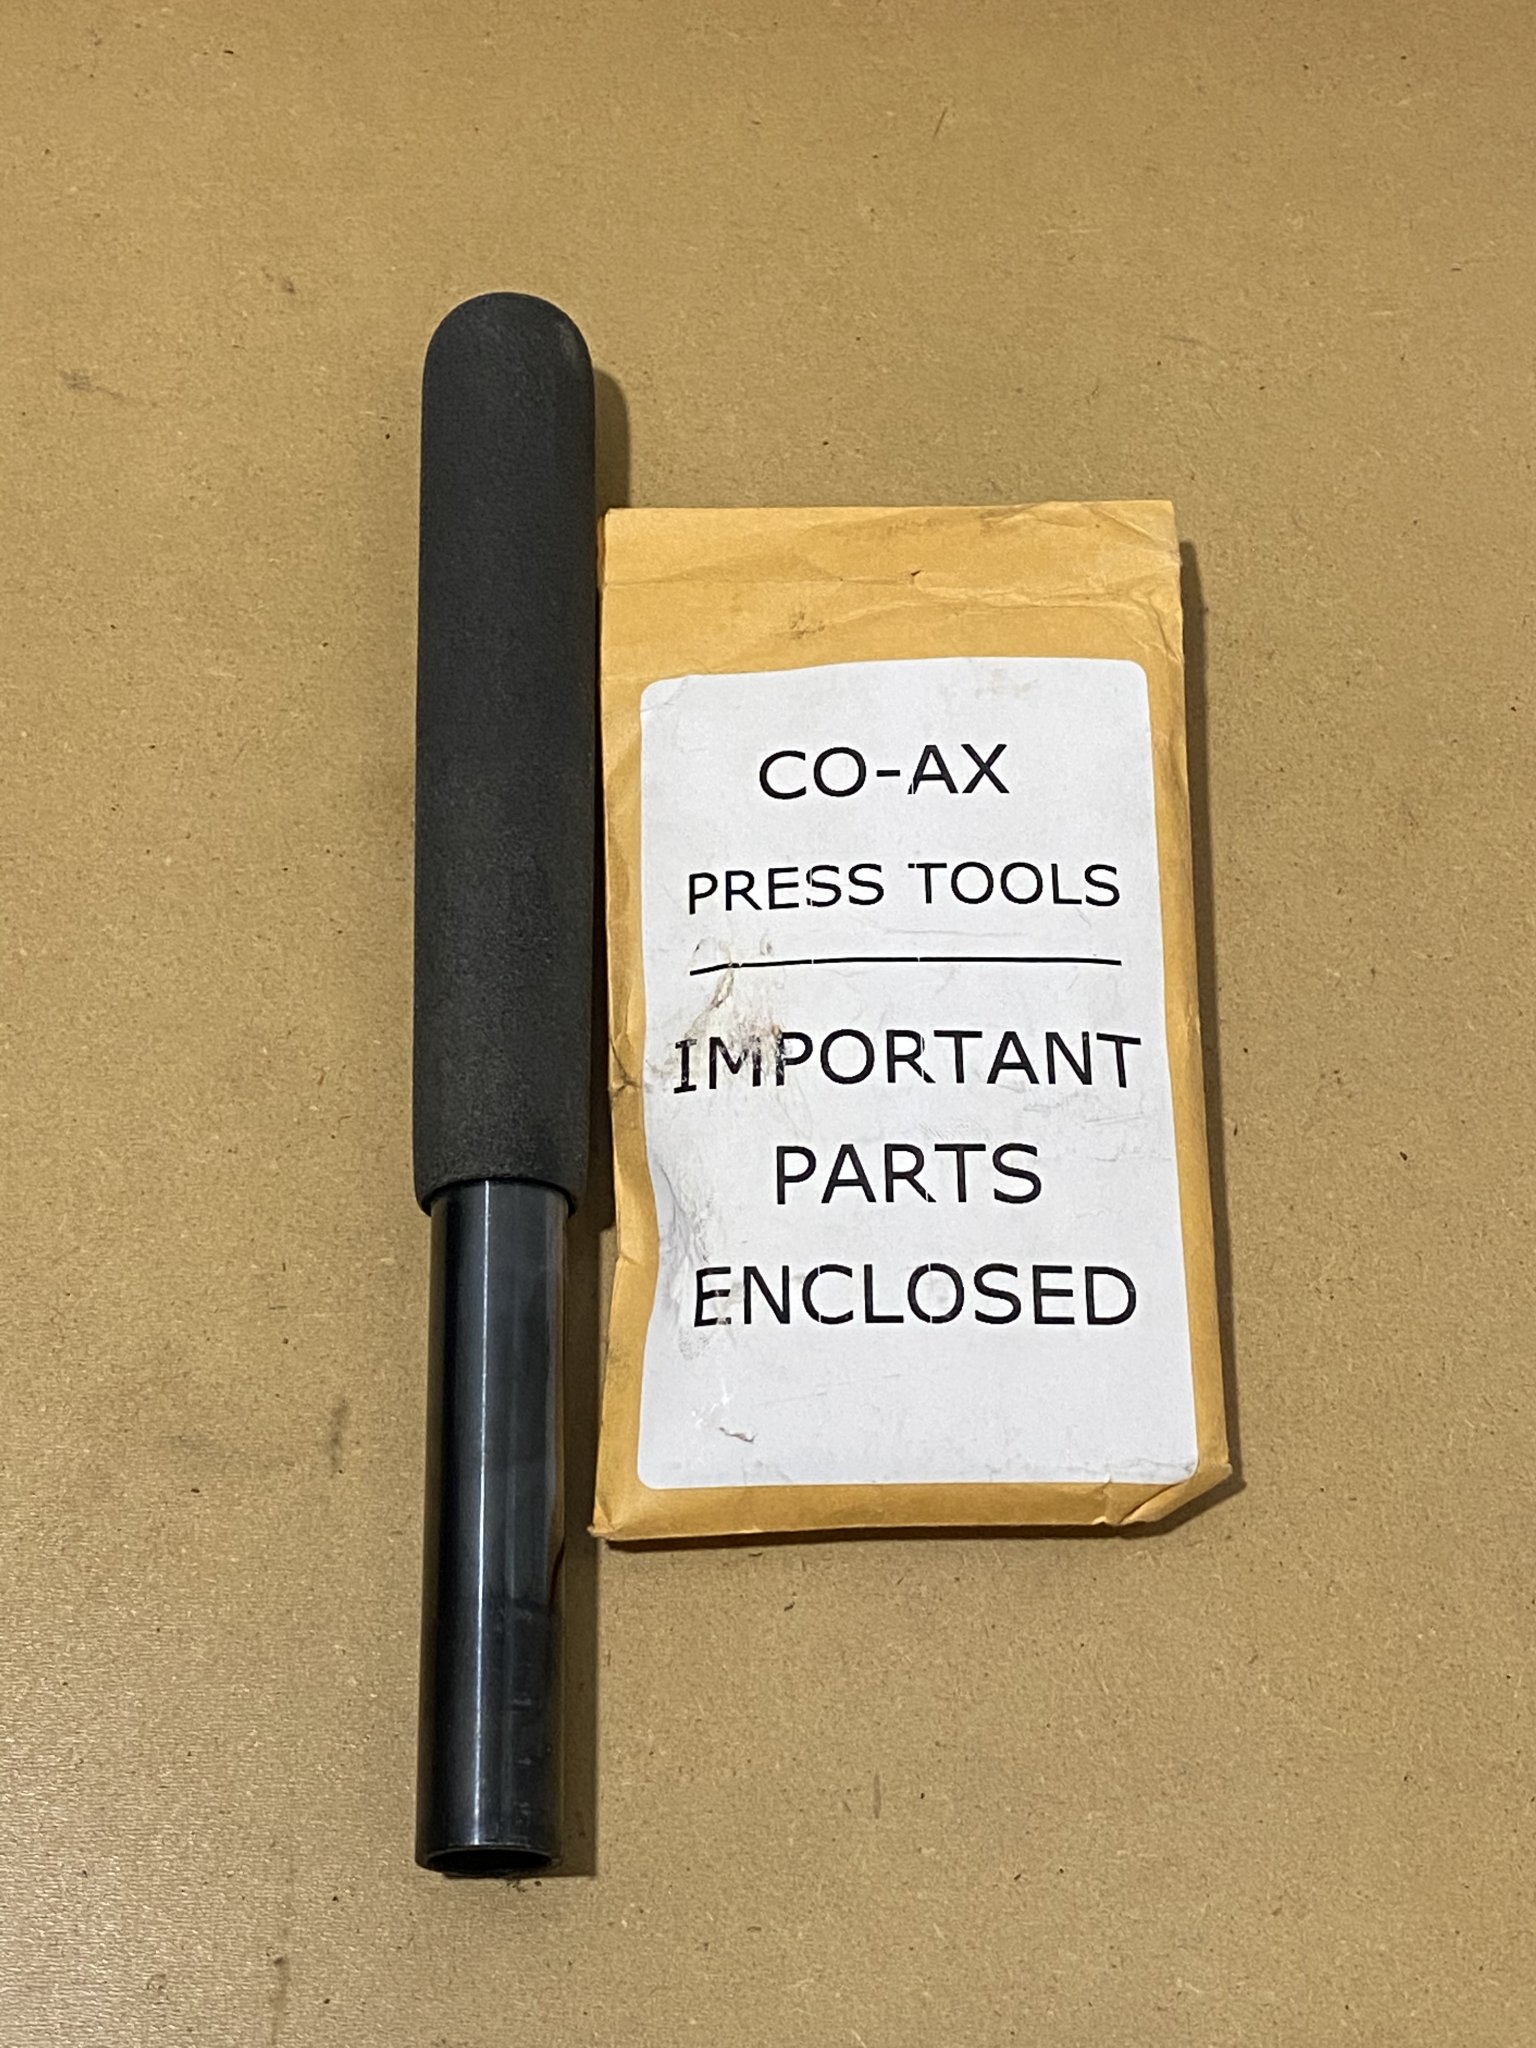 CO-AX
PRESS TOOLS
IMPORTANT
PARTS
ENCLOSED